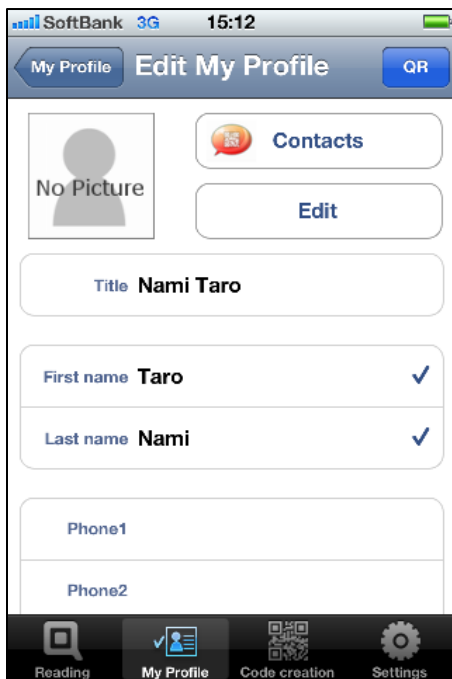 SoftBank 3G 15:12
My Profile Edit My Profile QR
No Picture
Contacts
Edit
Title Nami Taro
First name Taro
Last name Nami
Phone1
Phone2
Reading My Profile Code creation Settings